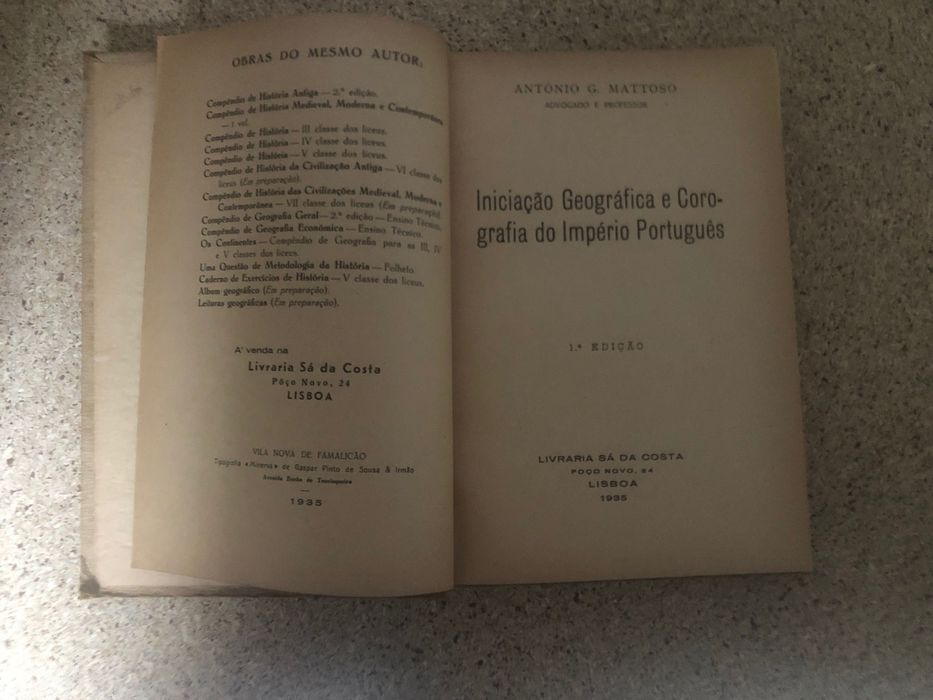 OBRAS DO MESMO AUTOR:
Compêndio de História Antiga — 2.ª edição.
Compêndio de História Medieval, Moderna e Contemporânea
— 1 vol.
Compêndio de História — III classe dos liceus.
Compêndio de História — IV classe dos liceus.
Compêndio de História — V classe dos liceus.
Compêndio de História da Civilização Antiga — VI classe dos
liceus (Em preparação).
Compêndio de História das Civilizações Medieval, Moderna e
Contemporânea — VII classe dos liceus (Em preparação).
Compêndio de Geografia Geral — 2.ª edição — Ensino Técnico.
Compêndio de Geografia Económica — Ensino Técnico.
Os Continentes — Compêndio de Geografia para as III, IV
e V classes dos liceus.
Uma Questão de Metodologia da História — Folheto.
Caderno de Exercícios de História — V classe dos liceus.
Album geográfico (Em preparação).
Leituras geográficas (Em preparação).
A' venda na
Livraria Sá da Costa
Pôço Novo, 24
LISBOA
VILA NOVA DE FAMALICÃO
Tipografia «Minerva» de Gaspar Pinto de Sousa & Irmão
Avenida Barão de Trovisqueira
—
1935
ANTÓNIO G. MATTOSO
ADVOGADO E PROFESSOR
Iniciação Geográfica e Coro-
grafia do Império Português
1.ª EDIÇÃO
LIVRARIA SÁ DA COSTA
POÇO NOVO, 24
LISBOA
1935